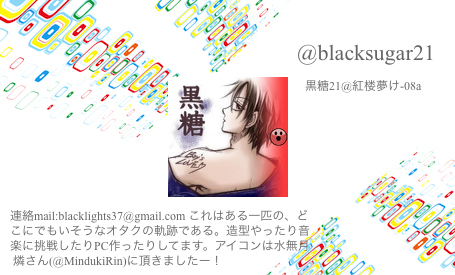 @blacksugar21
黒糖21@紅楼夢け-08a
黒糖
連絡mail:blacklights37@gmail.com これはある一匹の、ど
こにでもいそうなオタクの軌跡である。造型やったり音
楽に挑戦したりPC作ったりしてます。アイコンは水無月
燐さん(@MindukiRin)に頂きましたー！